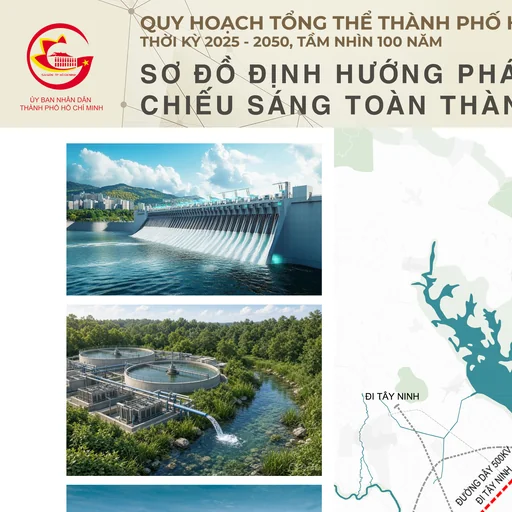 QUY HOẠCH TỔNG THỂ THÀNH PHỐ H
THỜI KỲ 2025 - 2050, TẦM NHÌN 100 NĂM
SƠ ĐỒ ĐỊNH HƯỚNG PHÁ
CHIẾU SÁNG TOÀN THÀN
ỦY BAN NHÂN DÂN
THÀNH PHỐ HỒ CHÍ MINH
ĐI TÂY NINH
ĐƯỜNG DÂY 500KV
ĐI TÂY NINH